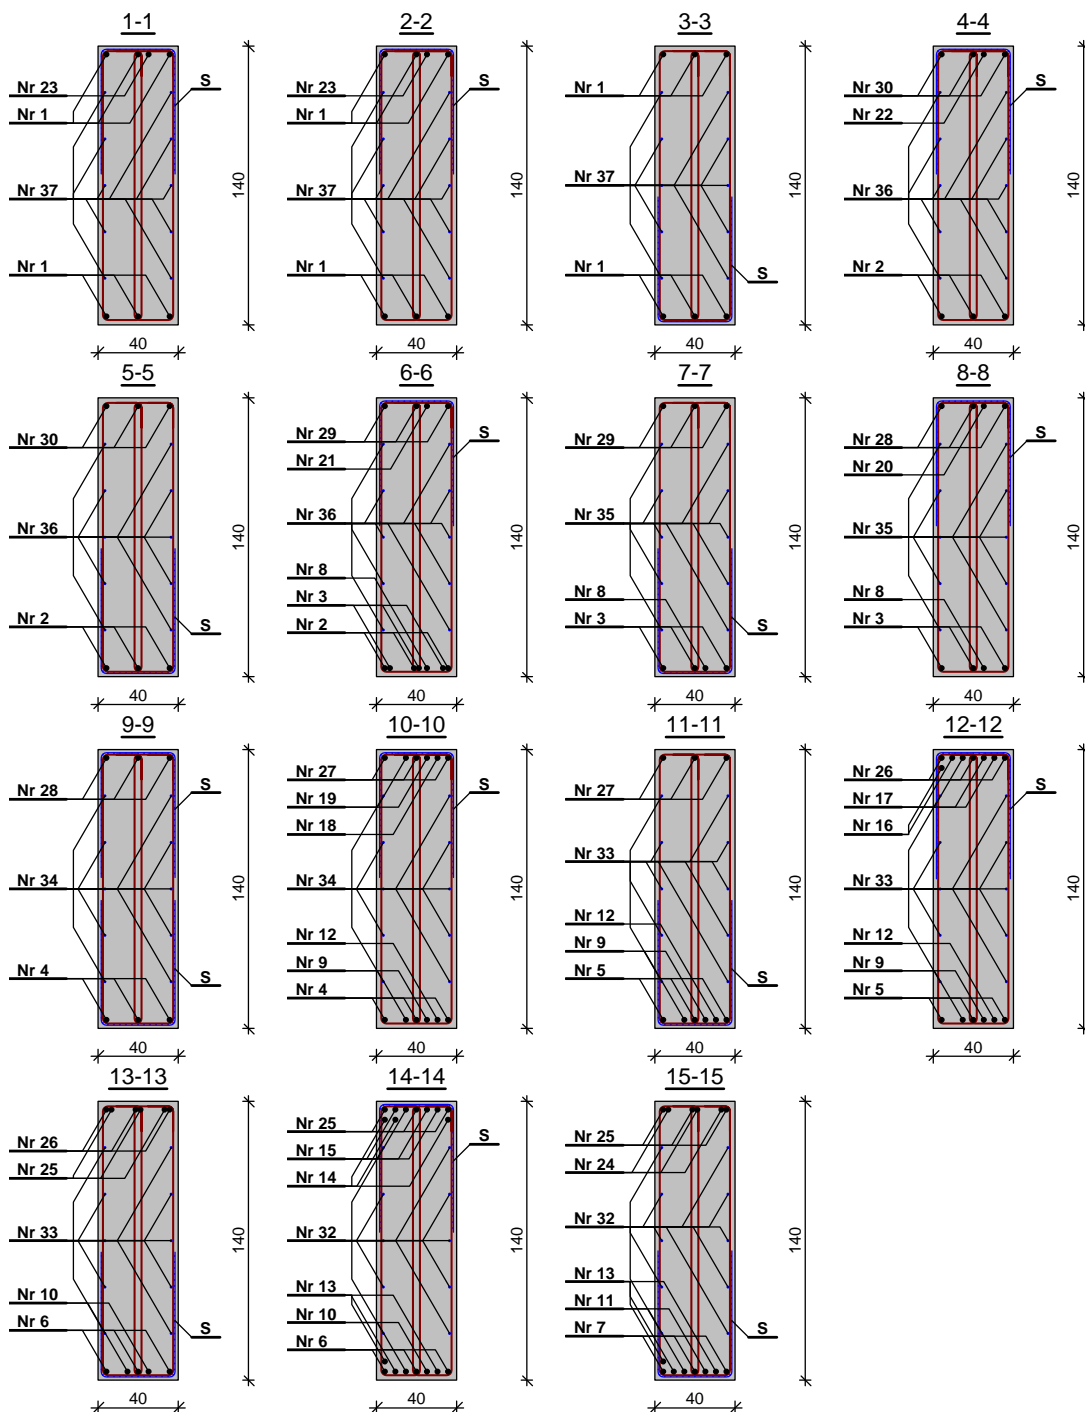 1-1
Nr 23
Nr 1
Nr 37
Nr 1
S
140
40
2-2
Nr 23
Nr 1
Nr 37
Nr 1
S
140
40
3-3
Nr 1
Nr 37
Nr 1
S
140
40
4-4
Nr 30
Nr 22
Nr 36
Nr 2
S
140
40
5-5
Nr 30
Nr 36
Nr 2
S
140
40
6-6
Nr 29
Nr 21
Nr 36
Nr 8
Nr 3
Nr 2
S
140
40
7-7
Nr 29
Nr 35
Nr 8
Nr 3
S
140
40
8-8
Nr 28
Nr 20
Nr 35
Nr 8
Nr 3
S
140
40
9-9
Nr 28
Nr 34
Nr 4
S
S
140
40
10-10
Nr 27
Nr 19
Nr 18
Nr 34
Nr 12
Nr 9
Nr 4
S
140
40
11-11
Nr 27
Nr 33
Nr 12
Nr 9
Nr 5
S
140
40
12-12
Nr 26
Nr 17
Nr 16
Nr 33
Nr 12
Nr 9
Nr 5
S
140
40
13-13
Nr 26
Nr 25
Nr 33
Nr 10
Nr 6
S
140
40
14-14
Nr 25
Nr 15
Nr 14
Nr 32
Nr 13
Nr 10
Nr 6
S
140
40
15-15
Nr 25
Nr 24
Nr 32
Nr 13
Nr 11
Nr 7
S
140
40